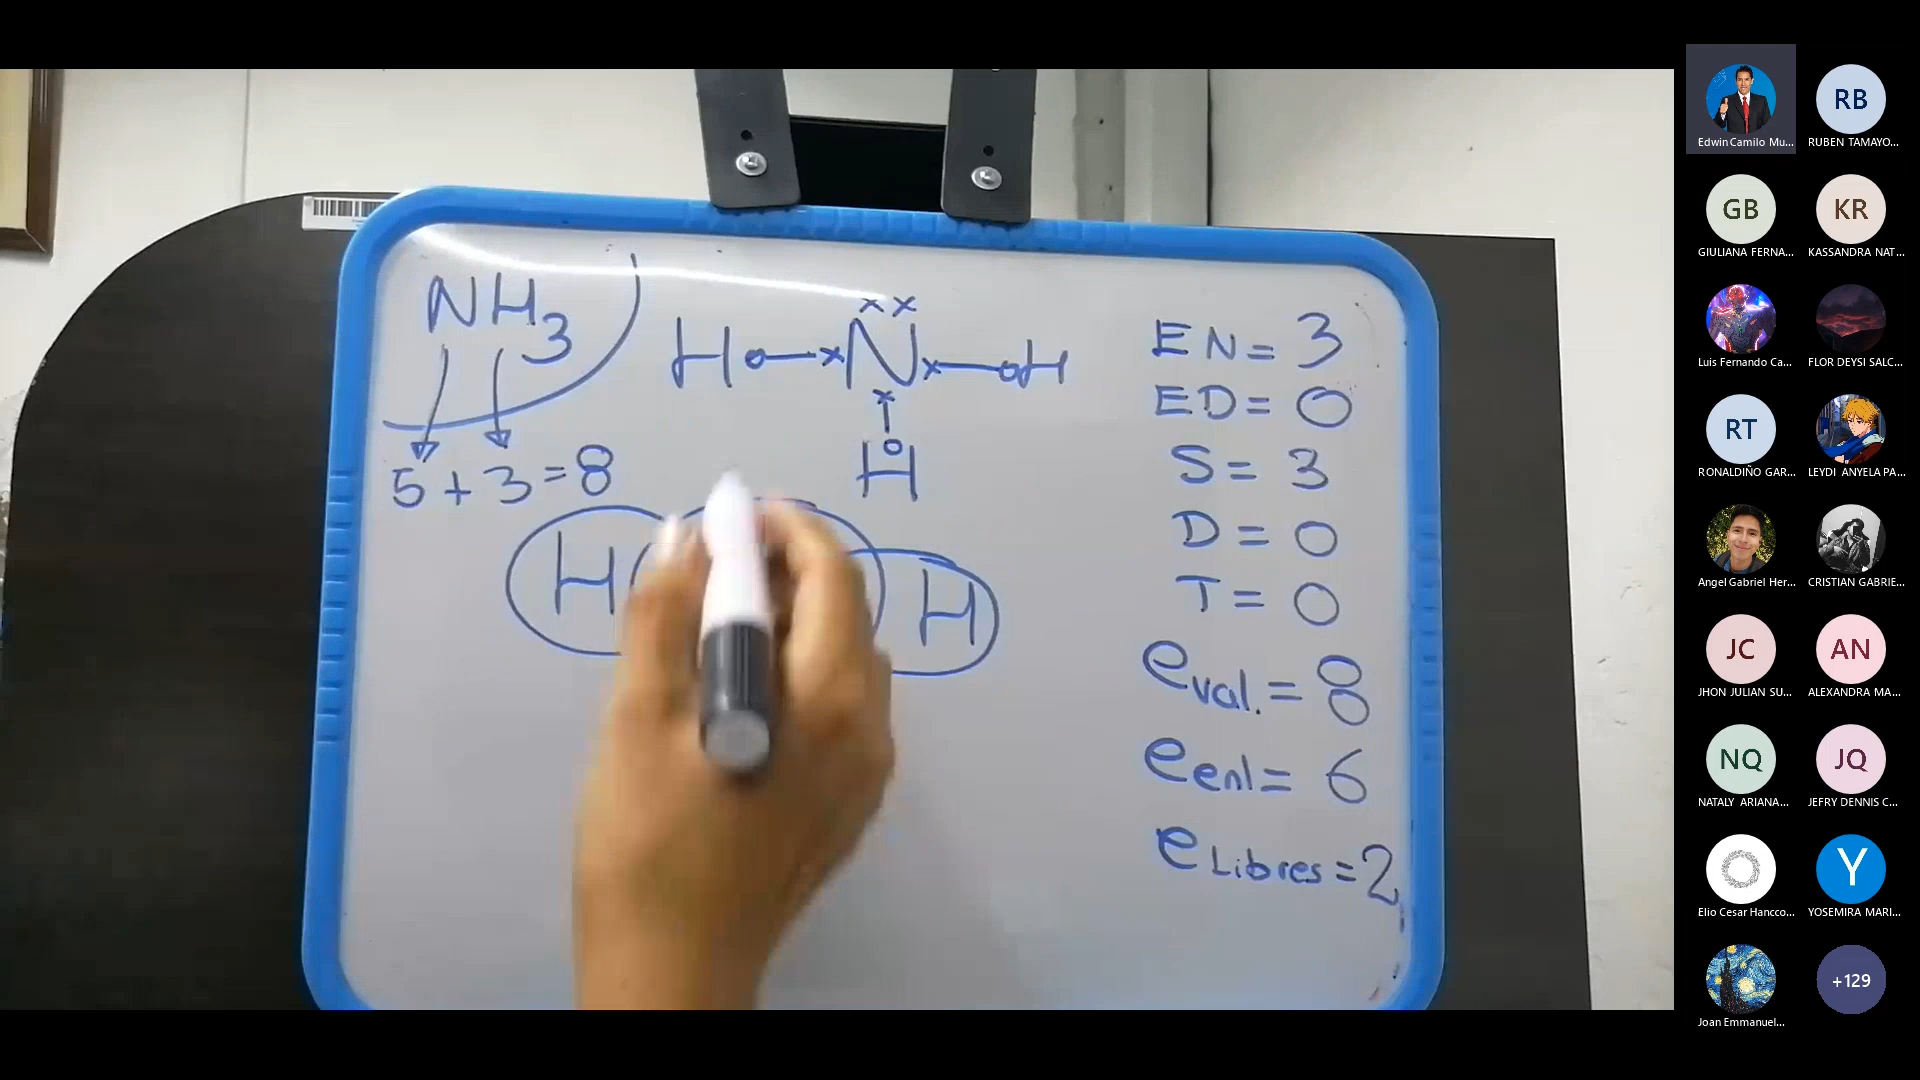 NH3
5+3=8
xx
H o—xNx—oH
x
o
H
H H
EN= 3
ED= 0
S= 3
D= 0
T= 0
eval.= 8
eenl= 6
eLibres=2
Edwin Camilo Mu...
RB
RUBEN TAMAYO...
GB
GIULIANA FERNA...
KR
KASSANDRA NAT...
Luis Fernando Ca...
FLOR DEYSI SALC...
RT
RONALDIÑO GAR...
LEYDI ANYELA PA...
Angel Gabriel Her...
CRISTIAN GABRIE...
JC
JHON JULIAN SU...
AN
ALEXANDRA MA...
NQ
NATALY ARIANA...
JQ
JEFRY DENNIS C...
Elio Cesar Hancco...
Y
YOSEMIRA MARI...
Joan Emmanuel...
+129